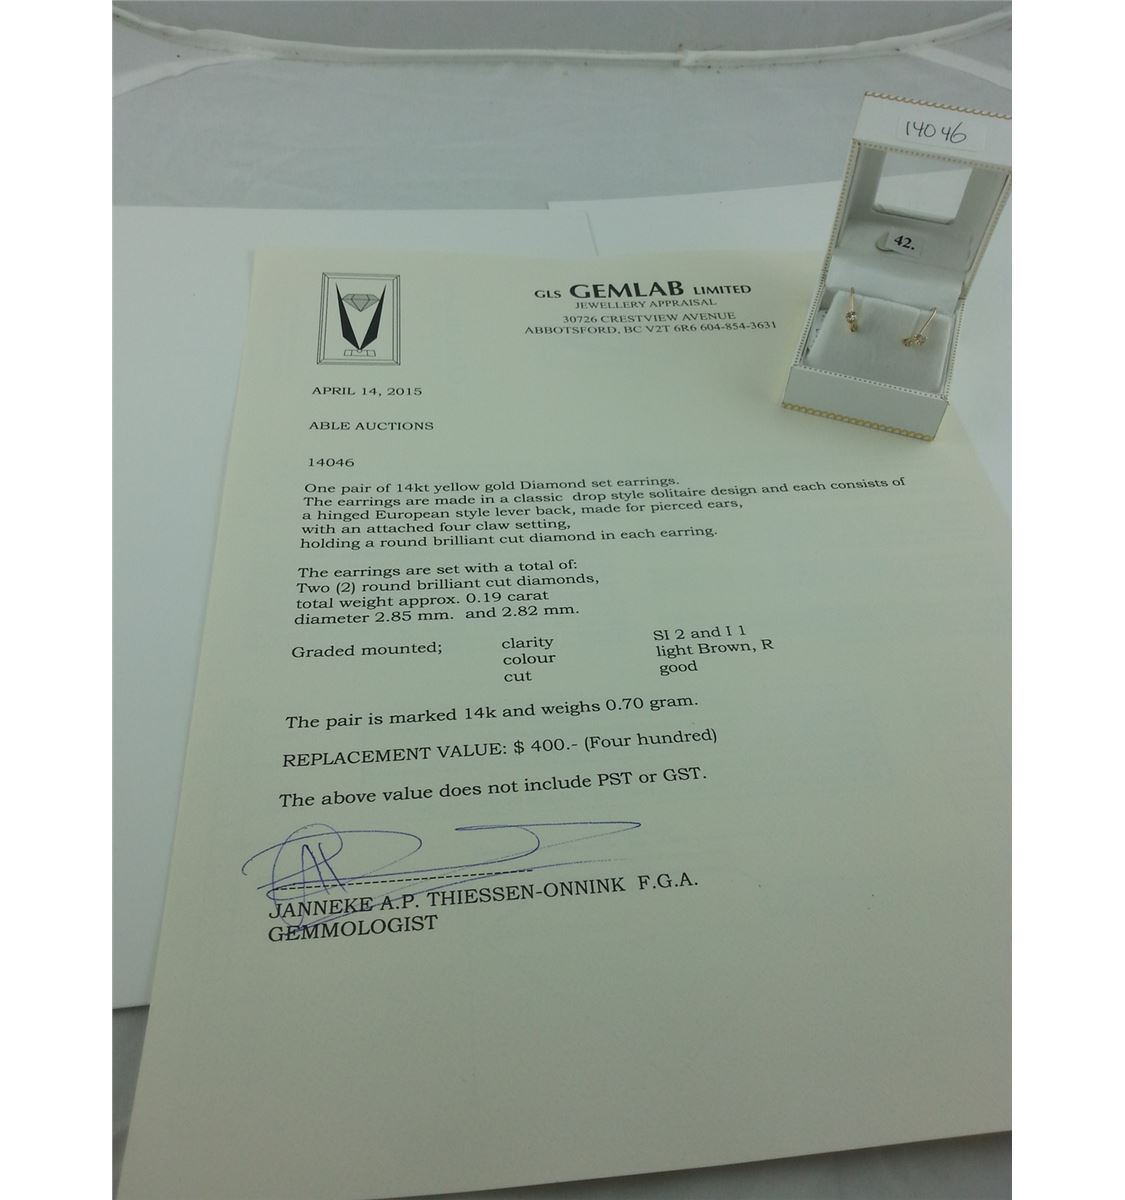 14046
42.
GLS GEMLAB LIMITED
JEWELLERY APPRAISAL
30726 CRESTVIEW AVENUE
ABBOTSFORD, BC V2T 6R6 604-854-3631
APRIL 14, 2015
ABLE AUCTIONS
14046
One pair of 14kt yellow gold Diamond set earrings.
The earrings are made in a classic drop style solitaire design and each consists of
a hinged European style lever back, made for pierced ears,
with an attached four claw setting,
holding a round brilliant cut diamond in each earring.
The earrings are set with a total of:
Two (2) round brilliant cut diamonds,
total weight approx. 0.19 carat
diameter 2.85 mm. and 2.82 mm.
Graded mounted; clarity SI 2 and I 1
colour light Brown, R
cut good
The pair is marked 14k and weighs 0.70 gram.
REPLACEMENT VALUE: $ 400.- (Four hundred)
The above value does not include PST or GST.
JANNEKE A.P. THIESSEN-ONNINK F.G.A.
GEMMOLOGIST